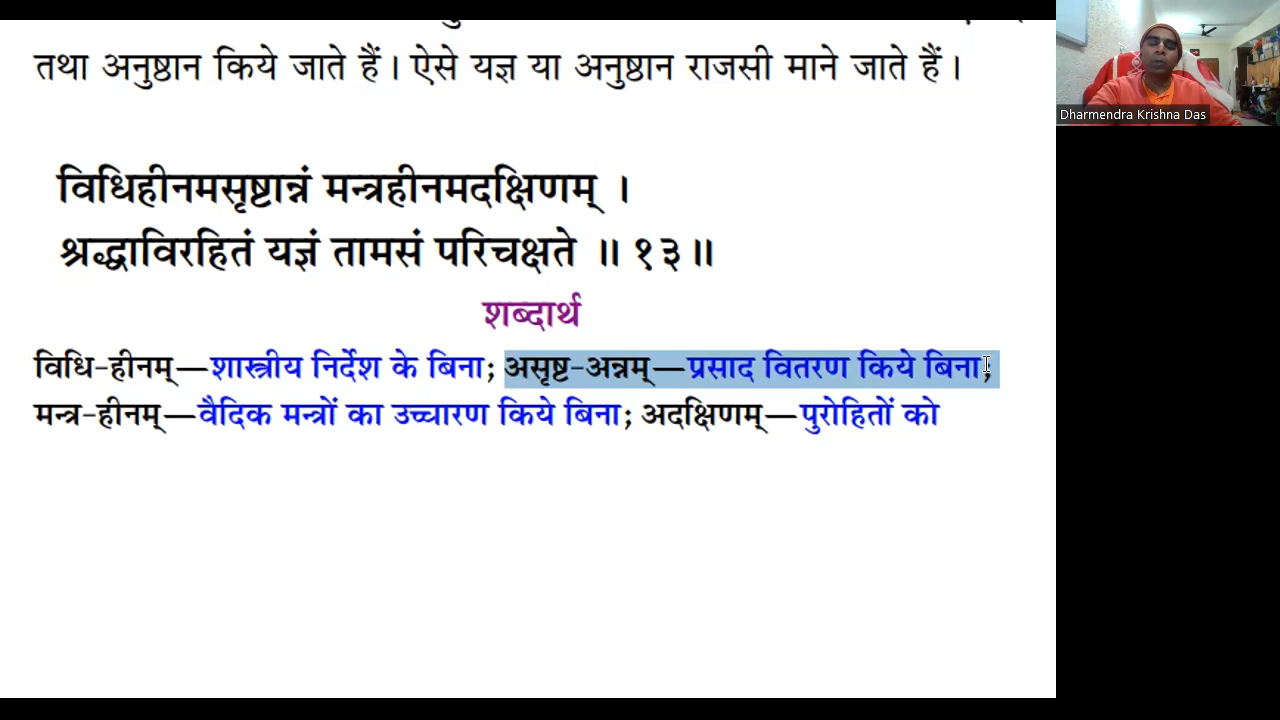 तथा अनुष्ठान किये जाते हैं। ऐसे यज्ञ या अनुष्ठान राजसी माने जाते हैं।
विधिहीनमसृष्टान्नं मन्त्रहीनमदक्षिणम् ।
श्रद्धाविरहितं यज्ञं तामसं परिचक्षते ॥ १३॥
शब्दार्थ
विधि-हीनम्—शास्त्रीय निर्देश के बिना; असृष्ट-अन्नम्—प्रसाद वितरण किये बिना;
मन्त्र-हीनम्—वैदिक मन्त्रों का उच्चारण किये बिना; अदक्षिणम्—पुरोहितों को
Dharmendra Krishna Das